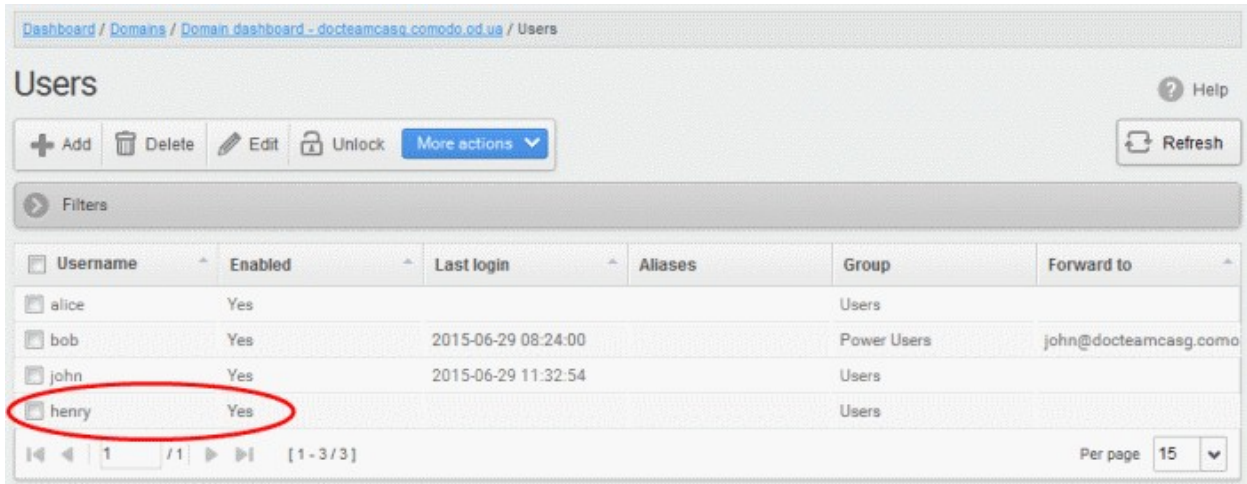 Dashboard / Domains / Domain dashboard - docteamcasg.comodo.od.ua / Users
Users
Help
Add Delete Edit Unlock More actions Refresh
Filters
Username Enabled Last login Aliases Group Forward to
alice Yes Users
bob Yes 2015-06-29 08:24:00 Power Users john@docteamcasg.como
john Yes 2015-06-29 11:32:54 Users
henry Yes Users
1 / 1 [ 1 - 3 / 3 ] Per page 15